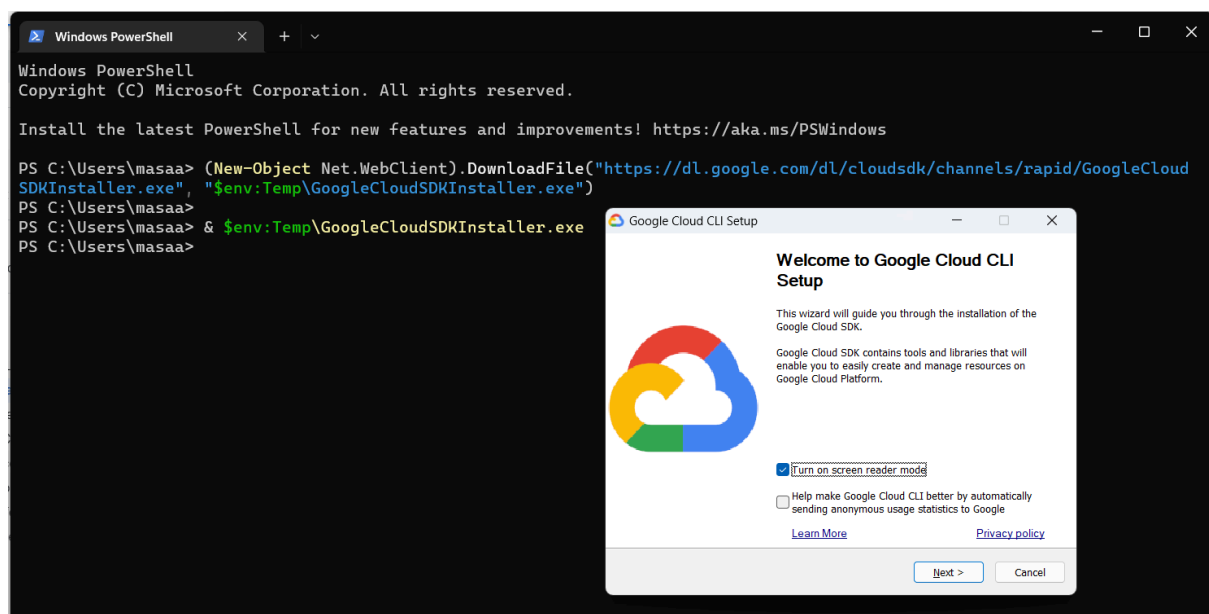 Windows PowerShell
Windows PowerShell
Copyright (C) Microsoft Corporation. All rights reserved.
Install the latest PowerShell for new features and improvements! https://aka.ms/PSWindows
PS C:\Users\masaa> (New-Object Net.WebClient).DownloadFile("https://dl.google.com/dl/cloudsdk/channels/rapid/GoogleCloud
SDKInstaller.exe", "$env:Temp\GoogleCloudSDKInstaller.exe")
PS C:\Users\masaa>
PS C:\Users\masaa> & $env:Temp\GoogleCloudSDKInstaller.exe
PS C:\Users\masaa>
Google Cloud CLI Setup
Welcome to Google Cloud CLI
Setup
This wizard will guide you through the installation of the
Google Cloud SDK.
Google Cloud SDK contains tools and libraries that will
enable you to easily create and manage resources on
Google Cloud Platform.
Turn on screen reader mode
Help make Google Cloud CLI better by automatically
sending anonymous usage statistics to Google
Learn More Privacy policy
Next > Cancel